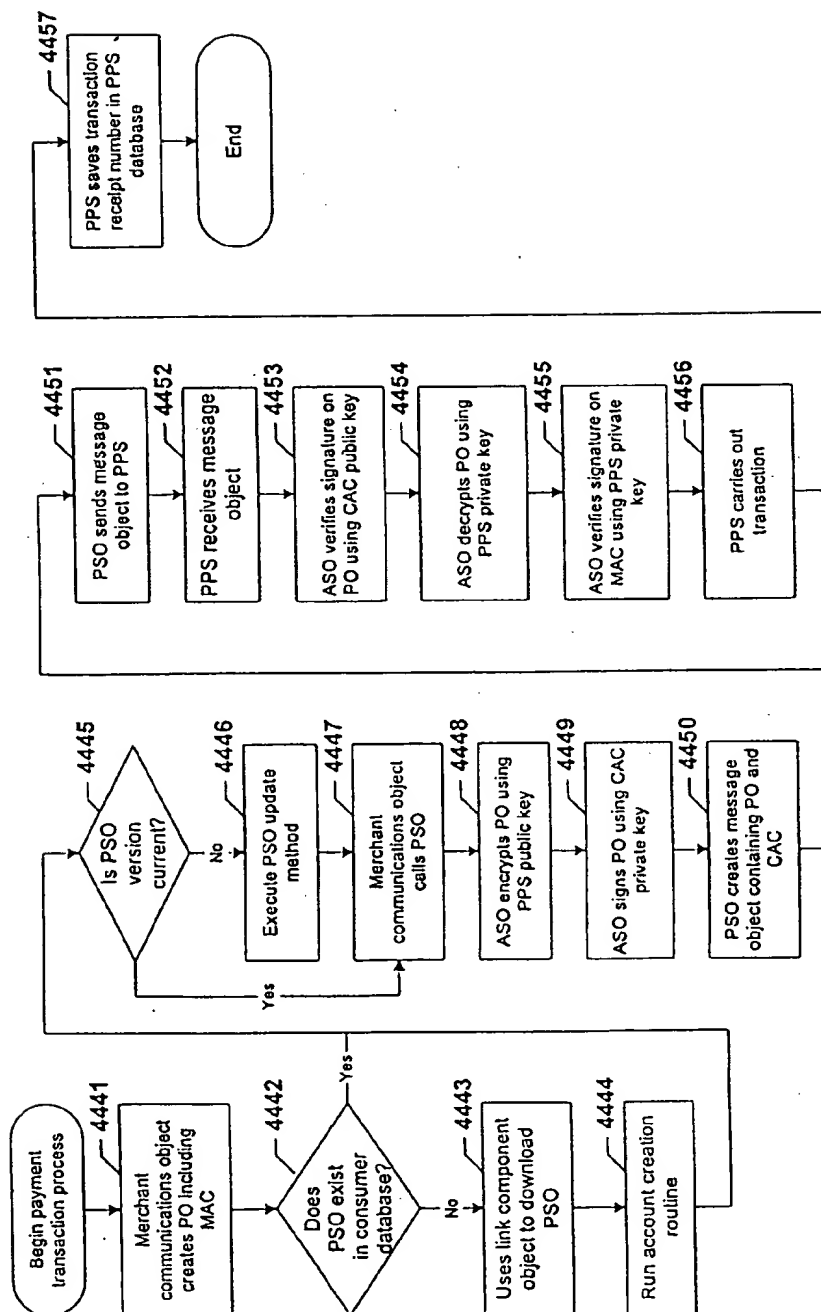 Begin payment
transaction process
4441
Merchant
communications object
creates PO including
MAC
4442
Does
PSO exist
in consumer
database?
Yes
No
4443
Uses link component
object to download
PSO
4444
Run account creation
routine
4445
Is PSO
version
current?
No
Yes
4446
Execute PSO update
method
4447
Merchant
communications object
calls PSO
4448
ASO encrypts PO using
PPS public key
4449
ASO signs PO using CAC
private key
4450
PSO creates message
object containing PO and
CAC
4451
PSO sends message
object to PPS
4452
PPS receives message
object
4453
ASO verifies signature on
PO using CAC public key
4454
ASO decrypts PO using
PPS private key
4455
ASO verifies signature on
MAC using PPS private
key
4456
PPS carries out
transaction
4457
PPS saves transaction
receipt number in PPS
database
End